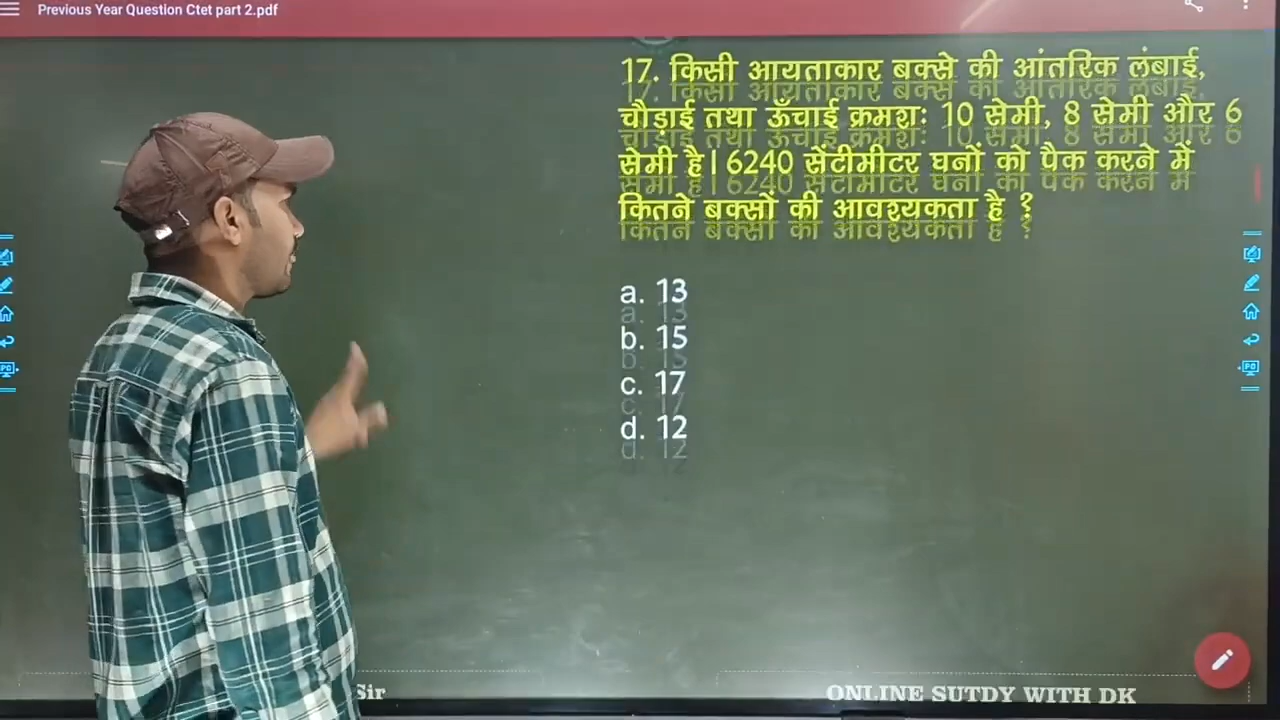 Previous Year Question Ctet part 2.pdf
17. किसी आयताकार बक्से की आंतरिक लंबाई,
चौड़ाई तथा ऊँचाई क्रमशः 10 सेमी, 8 सेमी और 6
सेमी है| 6240 सेंटीमीटर घनों को पैक करने में
कितने बक्सों की आवश्यकता है ?
a. 13
b. 15
c. 17
d. 12
Sir
ONLINE SUTDY WITH DK